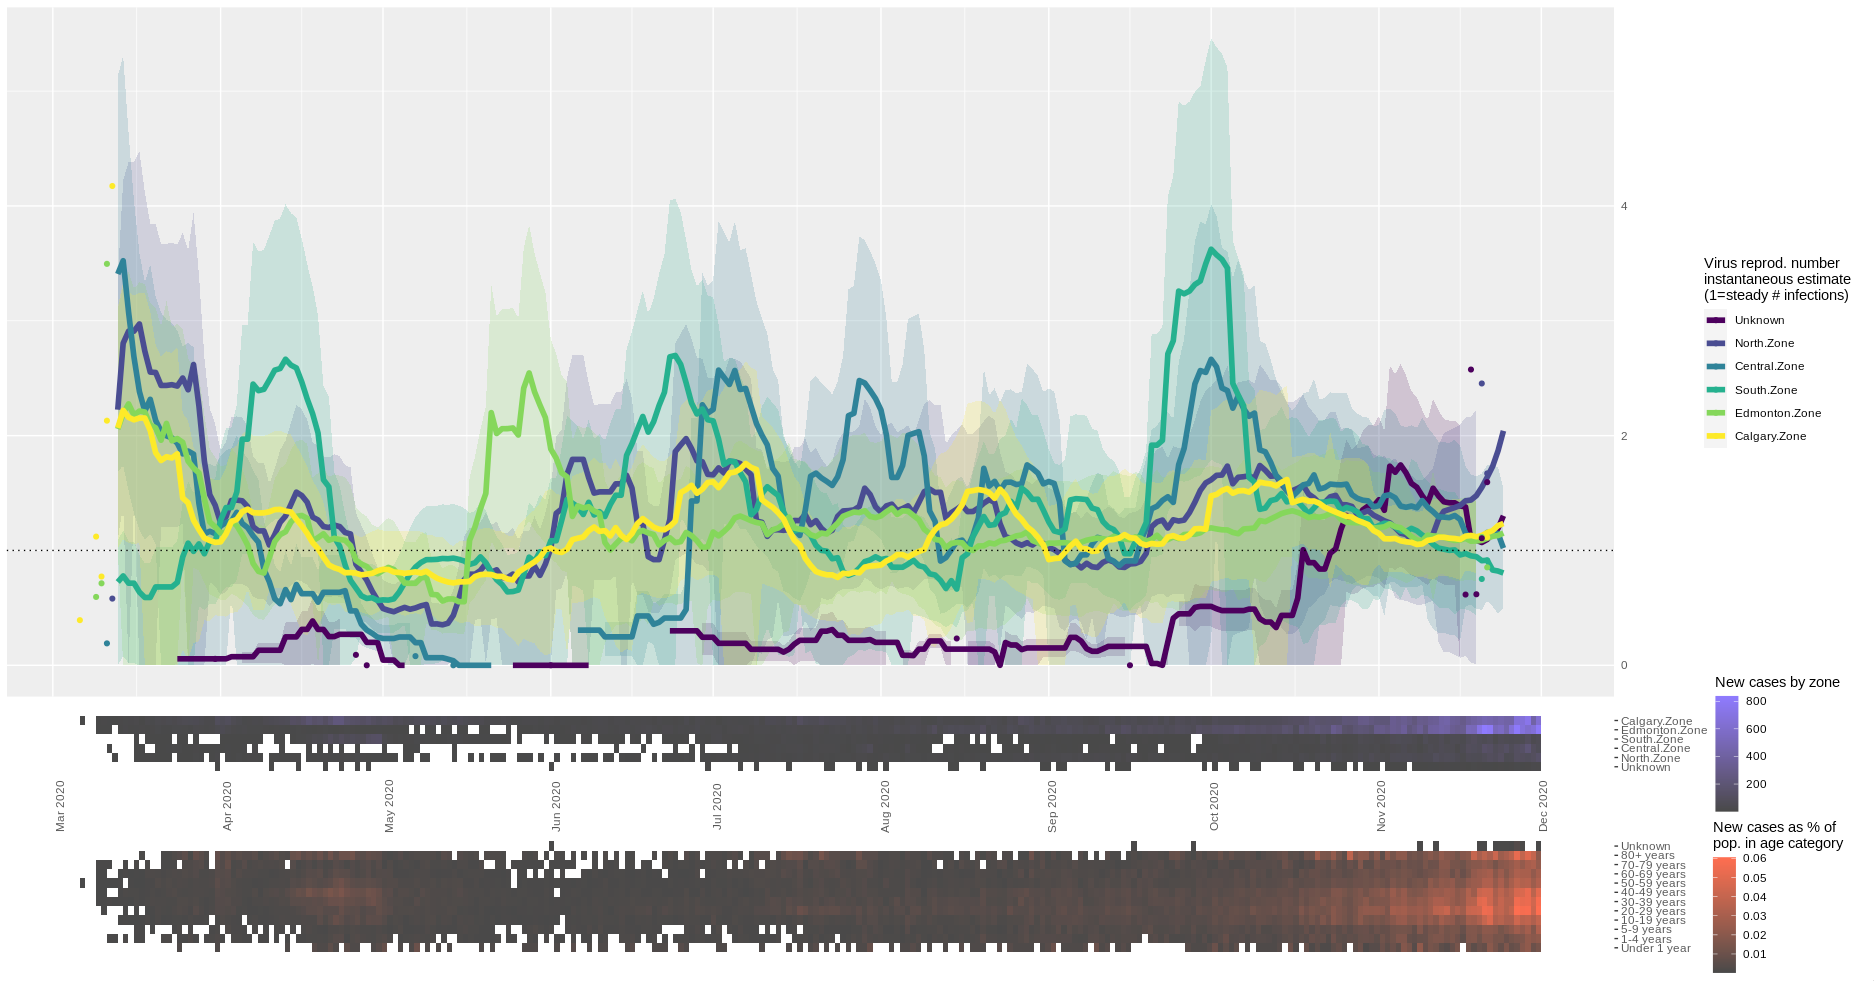 4
2
0
Virus reprod. number
instantaneous estimate
(1=steady # infections)
Unknown
North.Zone
Central.Zone
South.Zone
Edmonton.Zone
Calgary.Zone
New cases by zone
800
600
400
200
Calgary.Zone
Edmonton.Zone
South.Zone
Central.Zone
North.Zone
Unknown
Mar 2020
Apr 2020
May 2020
Jun 2020
Jul 2020
Aug 2020
Sep 2020
Oct 2020
Nov 2020
Dec 2020
New cases as % of
pop. in age category
0.06
0.05
0.04
0.03
0.02
0.01
Unknown
80+ years
70-79 years
60-69 years
50-59 years
40-49 years
30-39 years
20-29 years
10-19 years
5-9 years
1-4 years
Under 1 year